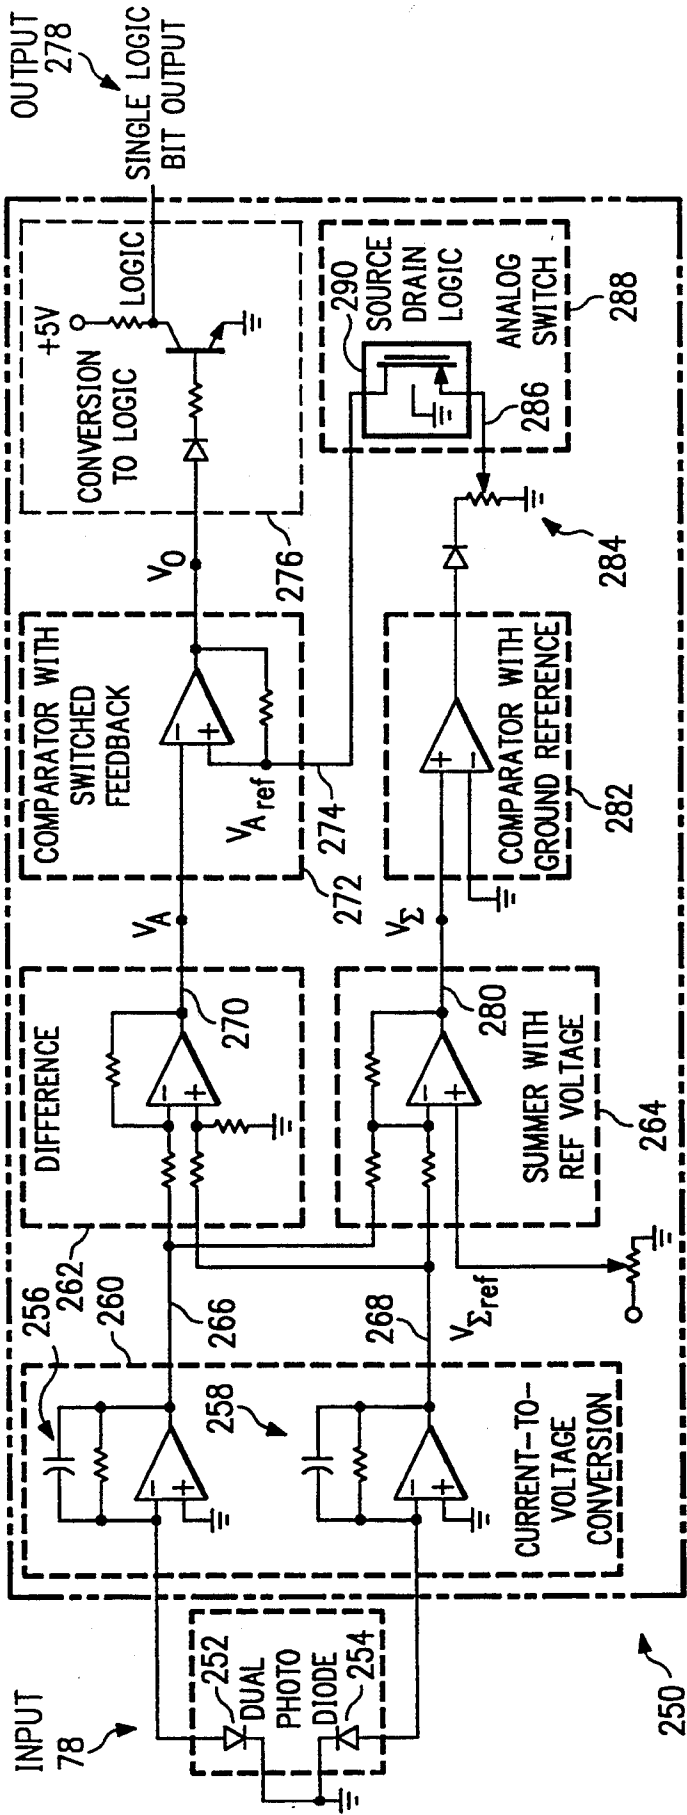 INPUT
78
252
DUAL
PHOTO
DIODE
254
250
256
258
260
262
266
268
CURRENT-TO-
VOLTAGE
CONVERSION
−
+
−
+
DIFFERENCE
−
+
270
SUMMER WITH
REF VOLTAGE
−
+
280
264
VΣref
VA
VΣ
COMPARATOR WITH
SWITCHED
FEEDBACK
−
+
VA ref
272
274
COMPARATOR WITH
GROUND REFERENCE
+
−
282
VO
276
CONVERSION
TO LOGIC
+5V
LOGIC
284
286
290
SOURCE
DRAIN
LOGIC
ANALOG
SWITCH
288
OUTPUT
278
SINGLE LOGIC
BIT OUTPUT